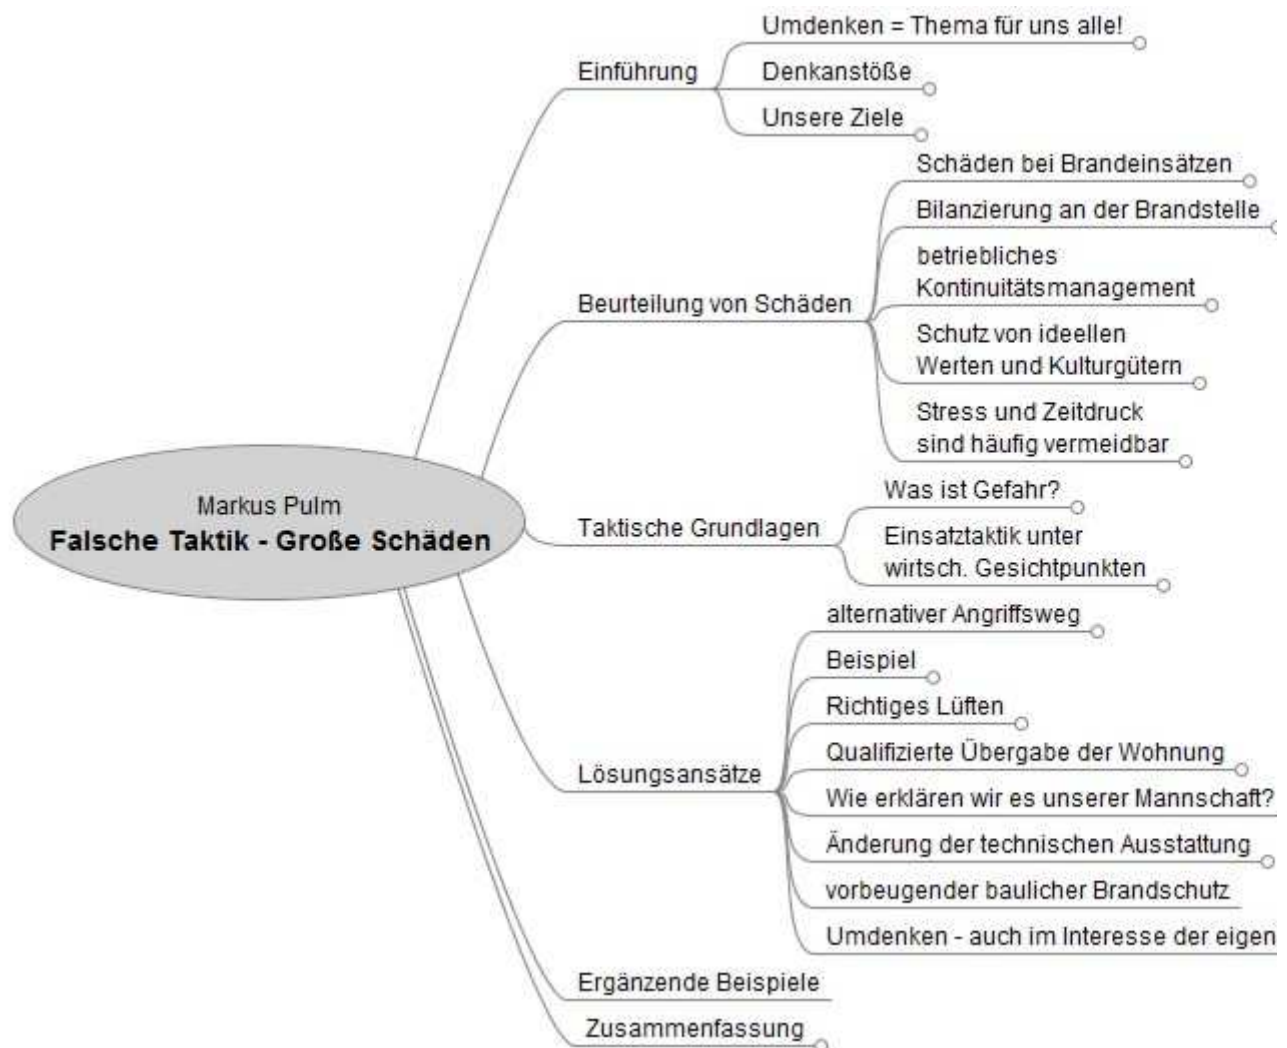 Markus Pulm
Falsche Taktik - Große Schäden
Einführung
Umdenken = Thema für uns alle!
Denkanstöße
Unsere Ziele
Beurteilung von Schäden
Schäden bei Brandeinsätzen
Bilanzierung an der Brandstelle
betriebliches
Kontinuitätsmanagement
Schutz von ideellen
Werten und Kulturgütern
Stress und Zeitdruck
sind häufig vermeidbar
Taktische Grundlagen
Was ist Gefahr?
Einsatztaktik unter
wirtsch. Gesichtpunkten
Lösungsansätze
alternativer Angriffsweg
Beispiel
Richtiges Lüften
Qualifizierte Übergabe der Wohnung
Wie erklären wir es unserer Mannschaft?
Änderung der technischen Ausstattung
vorbeugender baulicher Brandschutz
Umdenken - auch im Interesse der eigen
Ergänzende Beispiele
Zusammenfassung